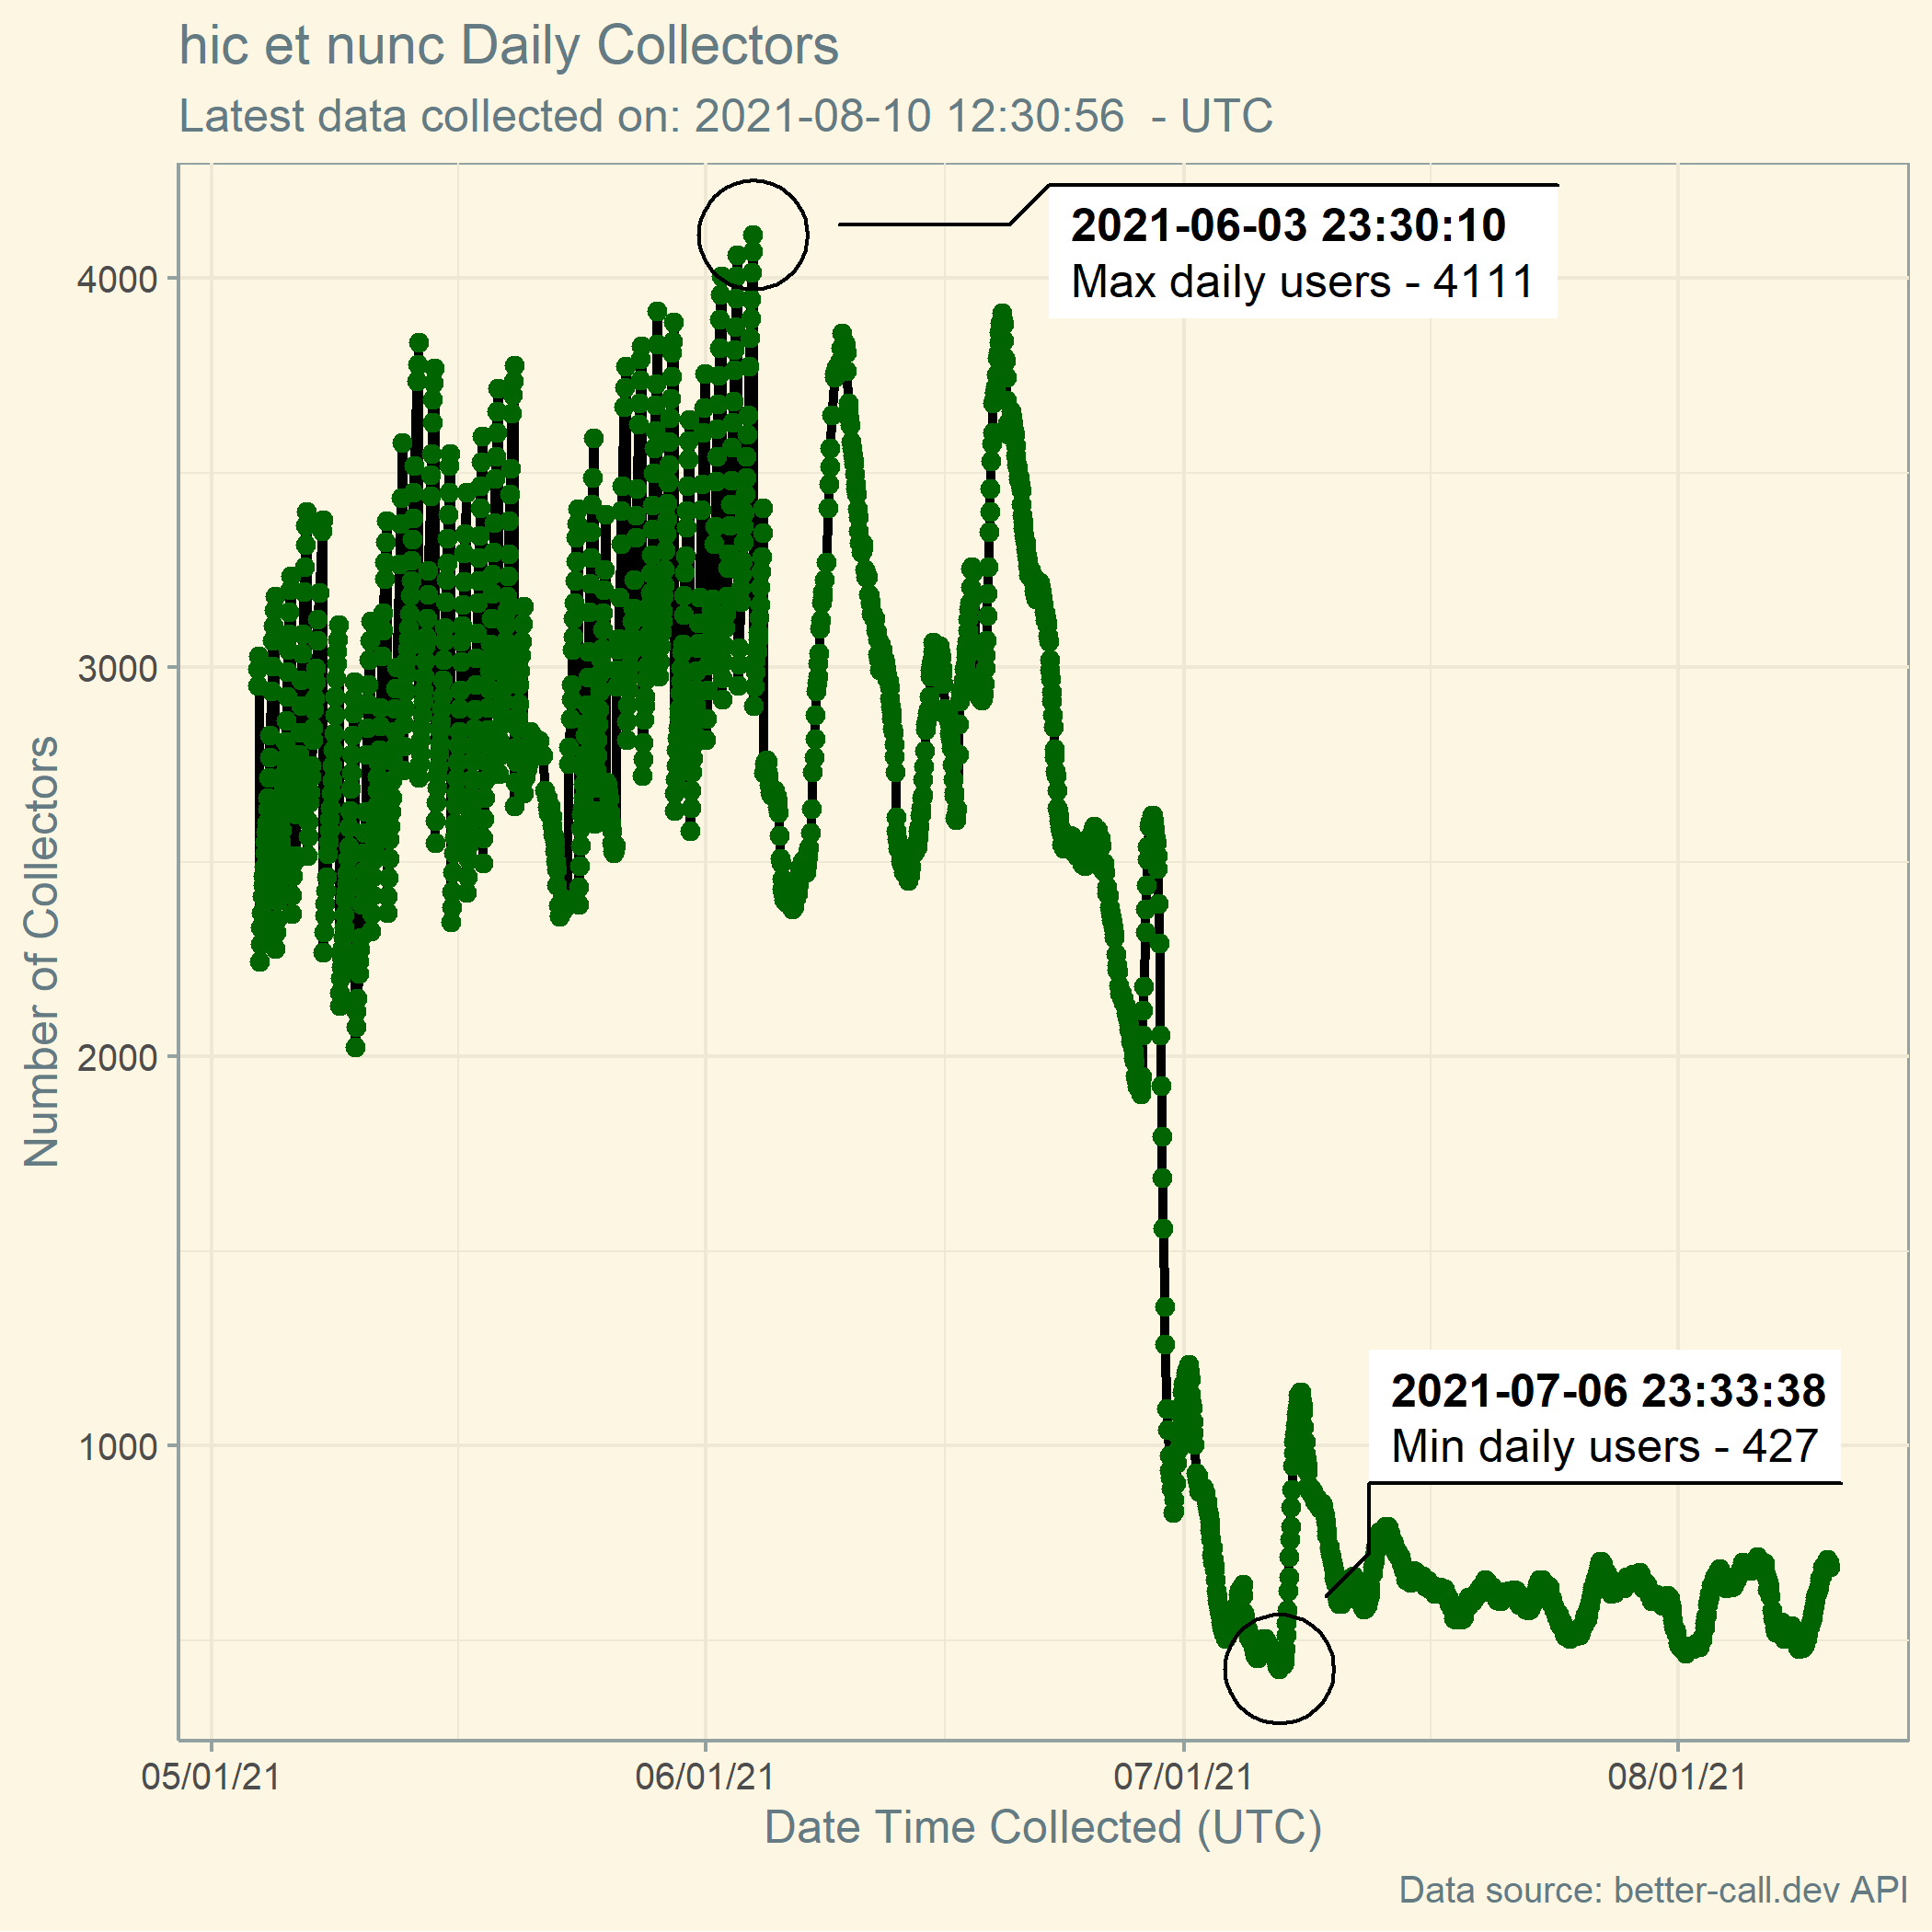 hic et nunc Daily Collectors
Latest data collected on: 2021-08-10 12:30:56  - UTC
2021-06-03 23:30:10
Max daily users - 4111
4000
3000
Number of Collectors
2000
2021-07-06 23:33:38
Min daily users - 427
1000
05/01/21 06/01/21 07/01/21 08/01/21
Date Time Collected (UTC)
Data source: better-call.dev API